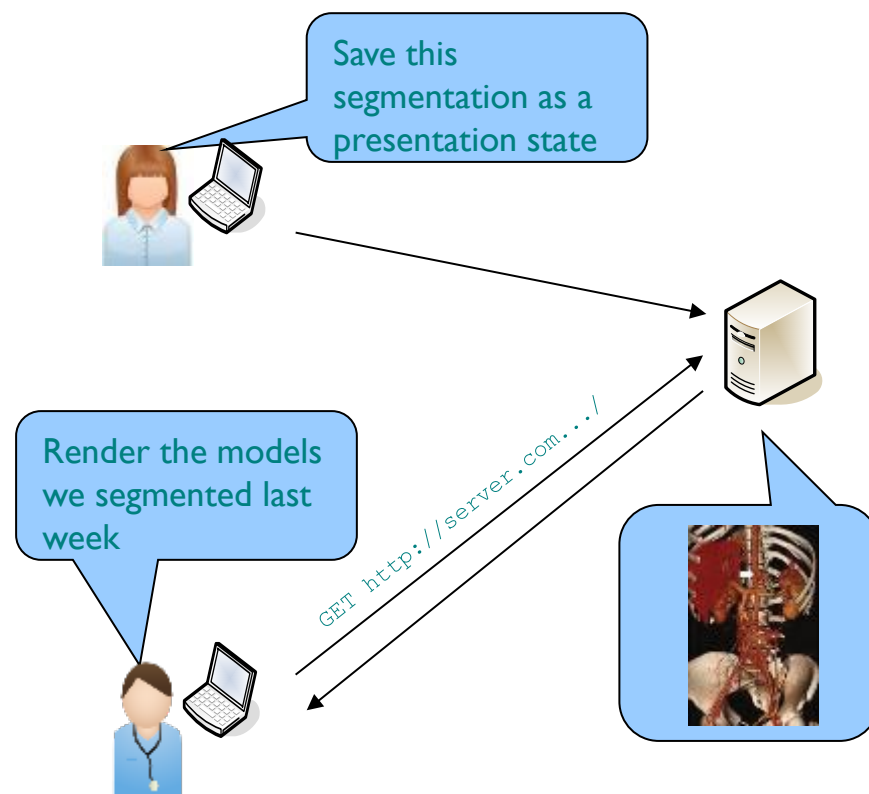 Save this
segmentation as a
presentation state
GET http://server.com.../
Render the models
we segmented last
week